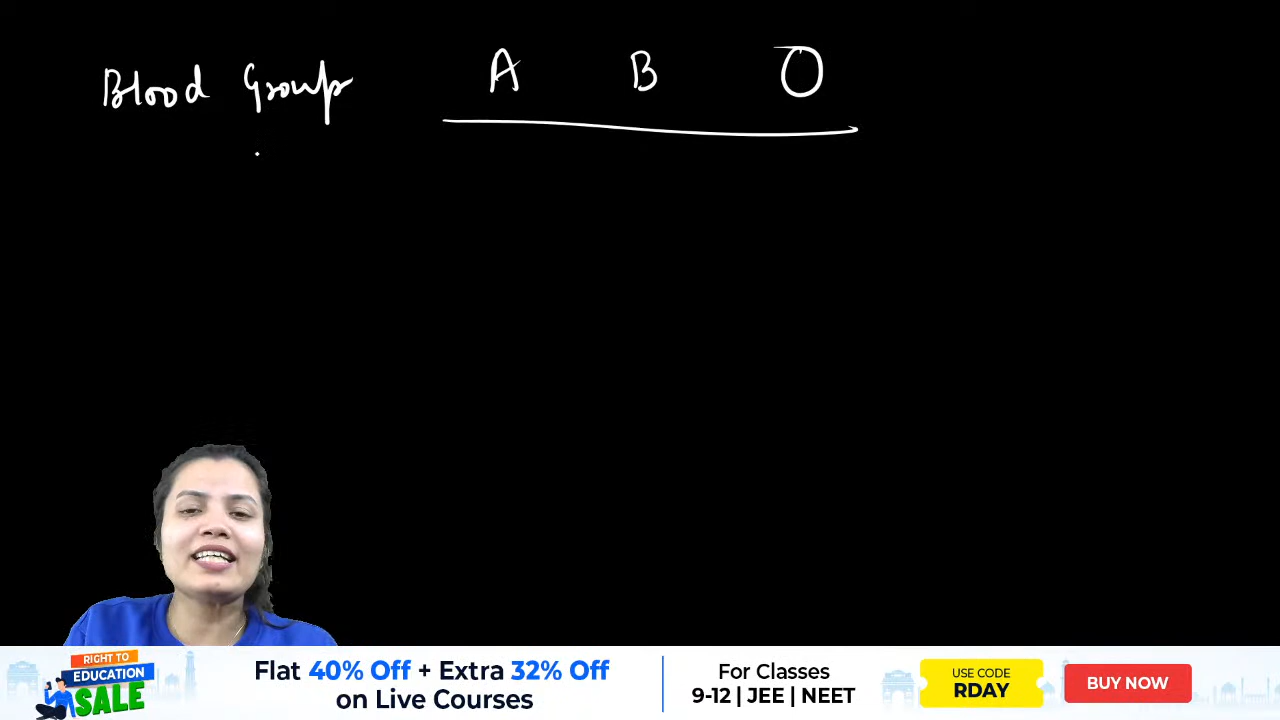 Blood Group A B O
RIGHT TO
EDUCATION
SALE
Flat 40% Off + Extra 32% Off
on Live Courses
For Classes
9-12 | JEE | NEET
USE CODE
RDAY
BUY NOW